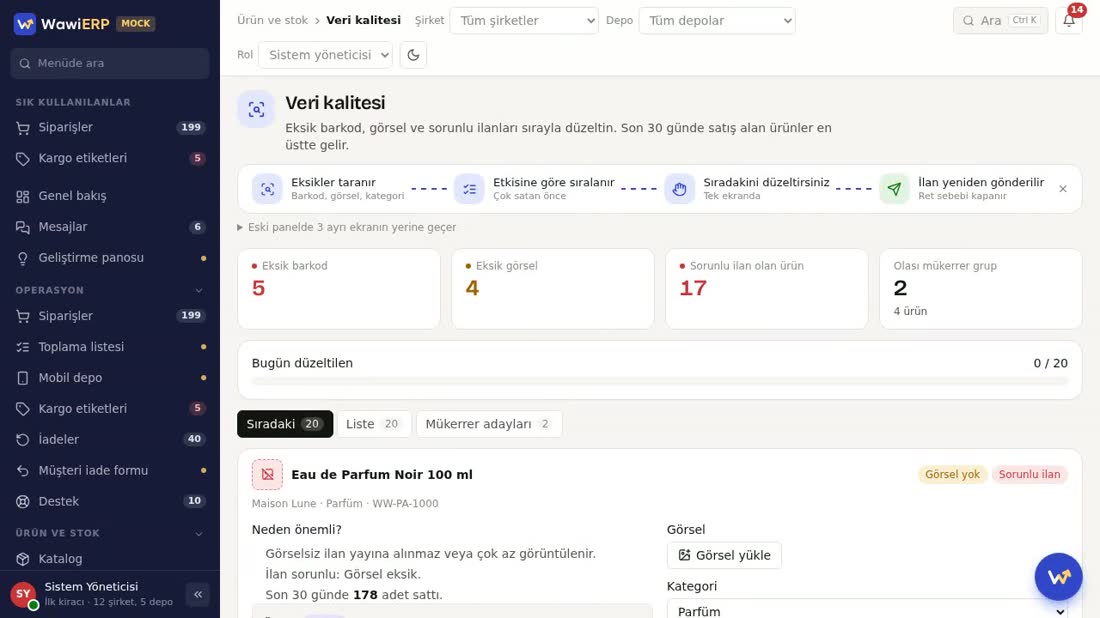 WawiERP MOCK
Menüde ara
SIK KULLANILANLAR
Siparişler 199
Kargo etiketleri 5
Genel bakış
Mesajlar 6
Geliştirme panosu
OPERASYON
Siparişler 199
Toplama listesi
Mobil depo
Kargo etiketleri 5
İadeler 40
Müşteri iade formu
Destek 10
ÜRÜN VE STOK
Katalog
SY Sistem Yöneticisi
İlk kiracı · 12 şirket, 5 depo
Ürün ve stok > Veri kalitesi Şirket Tüm şirketler Depo Tüm depolar Ara Ctrl K 14
Rol Sistem yöneticisi
Veri kalitesi
Eksik barkod, görsel ve sorunlu ilanları sırayla düzeltin. Son 30 günde satış alan ürünler en
üstte gelir.
Eksikler taranır
Barkod, görsel, kategori
Etkisine göre sıralanır
Çok satan önce
Sıradakini düzeltirsiniz
Tek ekranda
İlan yeniden gönderilir
Ret sebebi kapanır
Eski panelde 3 ayrı ekranın yerine geçer
Eksik barkod
5
Eksik görsel
4
Sorunlu ilan olan ürün
17
Olası mükerrer grup
2
4 ürün
Bugün düzeltilen 0 / 20
Sıradaki 20 Liste 20 Mükerrer adayları 2
Eau de Parfum Noir 100 ml Görsel yok Sorunlu ilan
Maison Lune · Parfüm · WW-PA-1000
Neden önemli?
Görselsiz ilan yayına alınmaz veya çok az görüntülenir.
İlan sorunlu: Görsel eksik.
Son 30 günde 178 adet sattı.
Görsel
Görsel yükle
Kategori
Parfüm